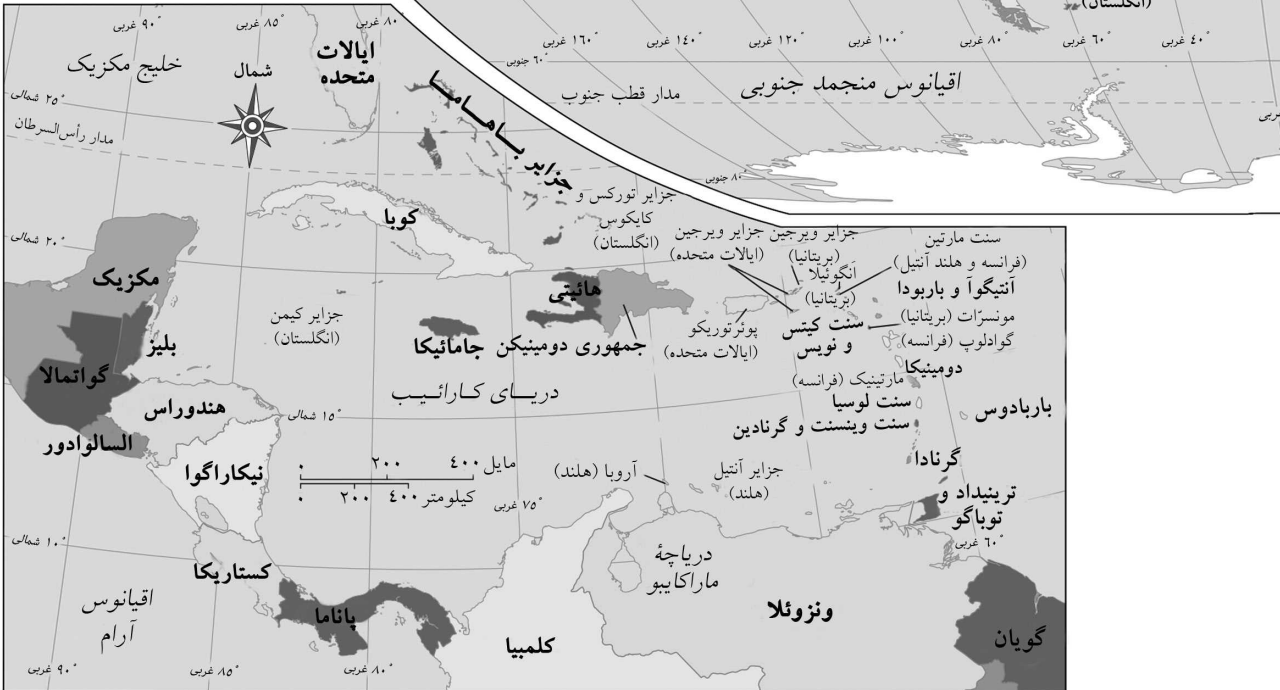 (انگلستان)
۱۶۰° غربی
۱۴۰° غربی
۱۲۰° غربی
۱۰۰° غربی
۸۰° غربی
۶۰° غربی
۴۰° غربی
۶۰° جنوبی
اقیانوس منجمد جنوبی
مدار قطب جنوب
۸۰° جنوبی
۹۰° غربی
۸۵° غربی
۸۰° غربی
ایالات
متحده
خلیج مکزیک
شمال
۲۵° شمالی
مدار رأس‌السرطان
جزایر باهاما
جزایر تورکس و
کایکوس
(انگلستان)
کوبا
۲۰° شمالی
جزایر ویرجین
(ایالات متحده)
جزایر ویرجین
(بریتانیا)
آنگوئیلا
(بریتانیا)
سنت مارتین
(فرانسه و هلند آنتیل)
آنتیگوآ و باربودا
مونسرّات (بریتانیا)
گوادلوپ (فرانسه)
مکزیک
هائیتی
جزایر کیمن
(انگلستان)
پوئرتوریکو
(ایالات متحده)
سنت کیتس
و نویس
بلیز
جامائیکا
جمهوری دومینیکن
دومینیکا
گواتمالا
مارتینیک (فرانسه)
دریای کارائیب
سنت لوسیا
باربادوس
هندوراس
۱۵° شمالی
سنت وینسنت و گرنادین
السالوادور
گرنادا
نیکاراگوا
۰ ۲۰۰ ۴۰۰ مایل
۰ ۲۰۰ ۴۰۰ کیلومتر
آروبا (هلند)
جزایر آنتیل
(هلند)
ترینیداد و
توباگو
۷۵° غربی
۶۰° غربی
۱۰° شمالی
دریاچهٔ
ماراکایبو
کستاریکا
اقیانوس
آرام
پاناما
ونزوئلا
کلمبیا
گویان
۹۰° غربی
۸۵° غربی
۸۰° غربی